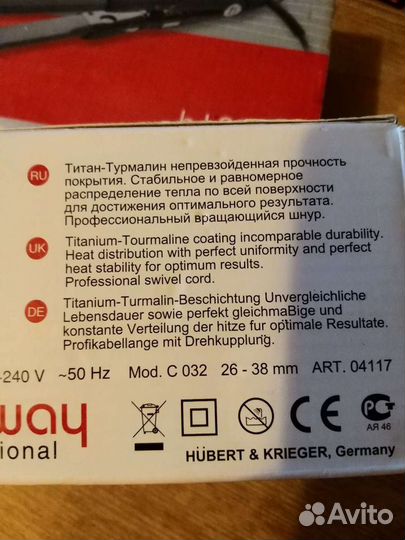 RU
Титан-Турмалин непревзойденная прочность
покрытия. Стабильное и равномерное
распределение тепла по всей поверхности
для достижения оптимального результата.
Профессиональный вращающийся шнур.
UK
Titanium-Tourmaline coating incomparable durability.
Heat distribution with perfect uniformity and perfect
heat stability for optimum results.
Professional swivel cord.
DE
Titanium-Turmalin-Beschichtung Unvergleichliche
Lebensdauer sowie perfekt gleichmaBige und
konstante Verteilung der hitze fur optimale Resultate.
Profikabellange mit Drehkupplung.
-240 V ~50 Hz Mod. C 032 26 - 38 mm ART. 04117
way
ional
CE
АЯ 46
HÜBERT & KRIEGER, Germany
Avito